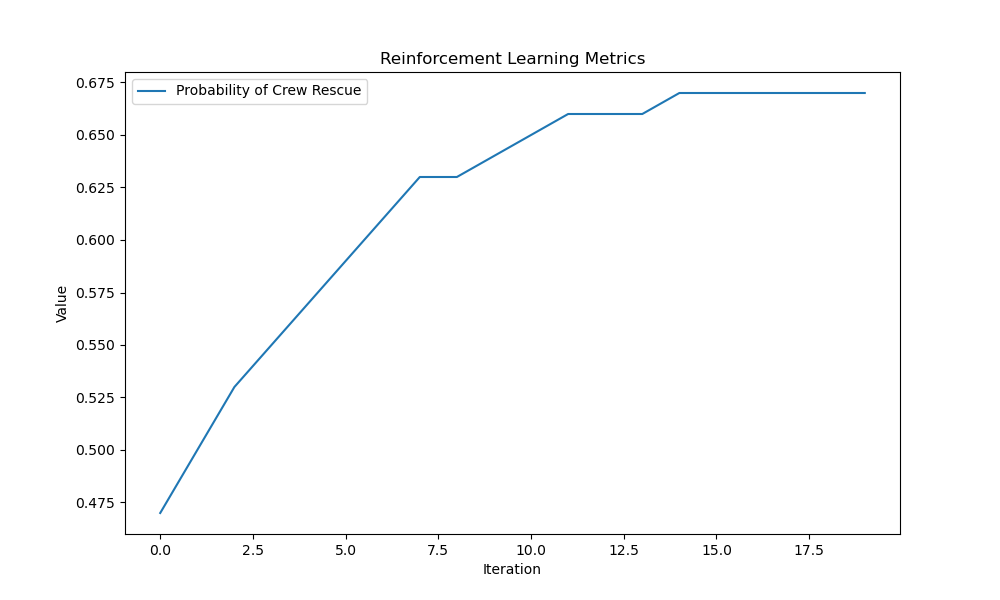 Reinforcement Learning Metrics
Probability of Crew Rescue
0.675
0.650
0.625
0.600
0.575
0.550
0.525
0.500
0.475
Value
0.0 2.5 5.0 7.5 10.0 12.5 15.0 17.5
Iteration